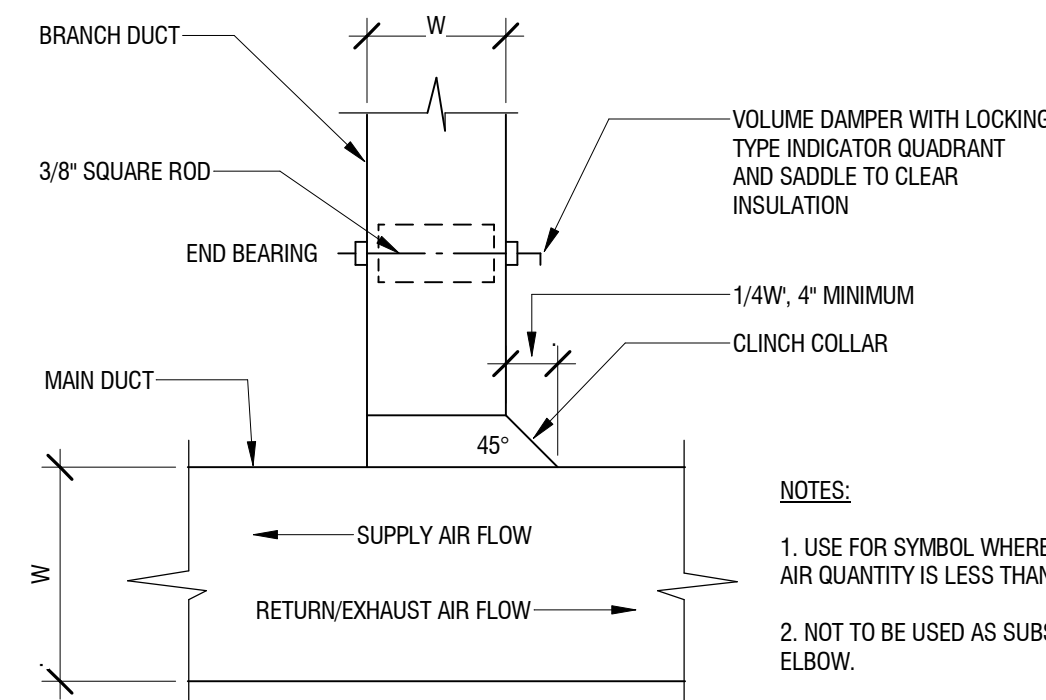 W
BRANCH DUCT
VOLUME DAMPER WITH LOCKING
TYPE INDICATOR QUADRANT
AND SADDLE TO CLEAR
INSULATION
3/8" SQUARE ROD
END BEARING
1/4W', 4" MINIMUM
CLINCH COLLAR
MAIN DUCT
45°
NOTES:
SUPPLY AIR FLOW
1. USE FOR SYMBOL WHERE
AIR QUANTITY IS LESS THAN
W
RETURN/EXHAUST AIR FLOW
2. NOT TO BE USED AS SUBS
ELBOW.